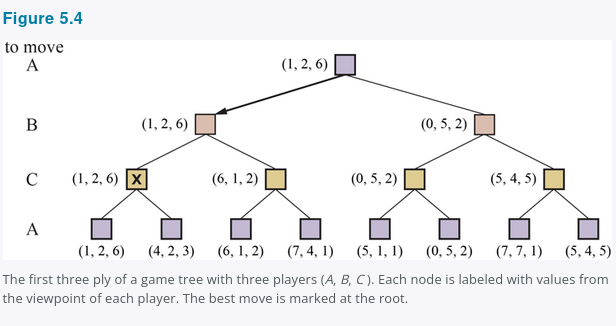 Figure 5.4
to move
A (1, 2, 6)
B (1, 2, 6) (0, 5, 2)
C (1, 2, 6) X (6, 1, 2) (0, 5, 2) (5, 4, 5)
A
(1, 2, 6) (4, 2, 3) (6, 1, 2) (7, 4, 1) (5, 1, 1) (0, 5, 2) (7, 7, 1) (5, 4, 5)
The first three ply of a game tree with three players (A, B, C). Each node is labeled with values from
the viewpoint of each player. The best move is marked at the root.